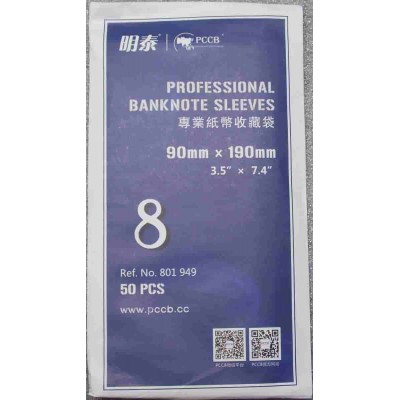 明泰 PCCB
PROFESSIONAL
BANKNOTE SLEEVES
專業紙幣收藏袋
90mm × 190mm
3.5" × 7.4"
8
Ref. No. 801 949
50 PCS
www.pccb.cc